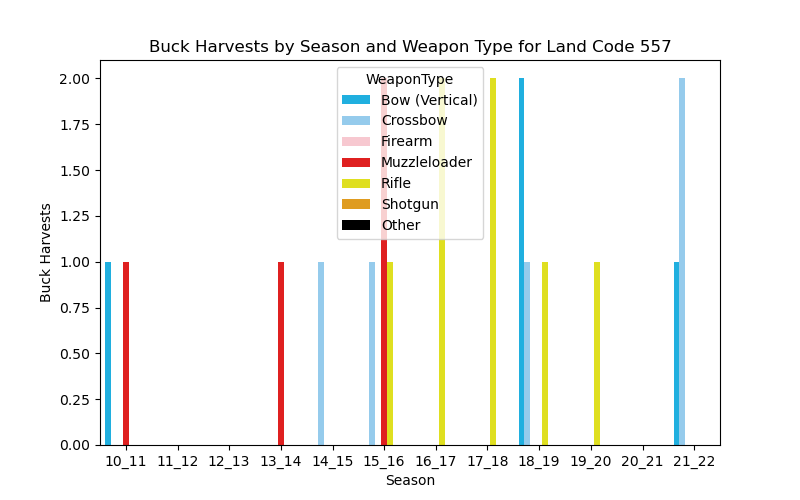 Buck Harvests by Season and Weapon Type for Land Code 557
WeaponType
Bow (Vertical)
Crossbow
Firearm
Muzzleloader
Rifle
Shotgun
Other
Buck Harvests
2.00
1.75
1.50
1.25
1.00
0.75
0.50
0.25
0.00
10_11 11_12 12_13 13_14 14_15 15_16 16_17 17_18 18_19 19_20 20_21 21_22
Season